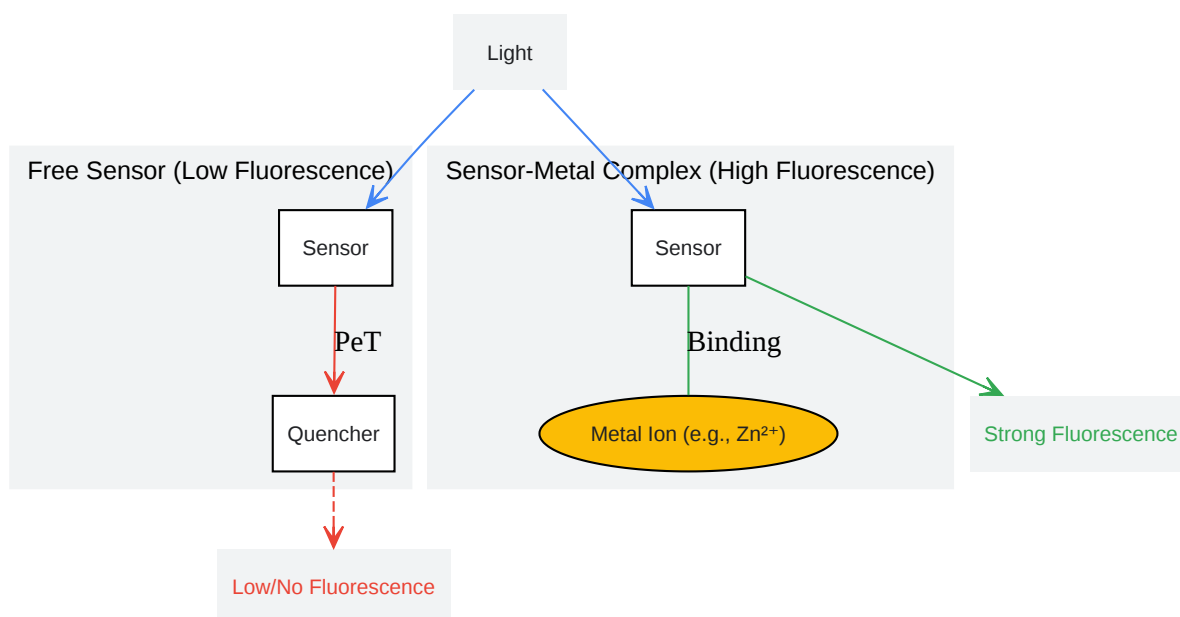 Light
Free Sensor (Low Fluorescence)
Sensor-Metal Complex (High Fluorescence)
Sensor
Sensor
PeT
Binding
Quencher
Metal Ion (e.g., Zn²⁺)
Strong Fluorescence
Low/No Fluorescence